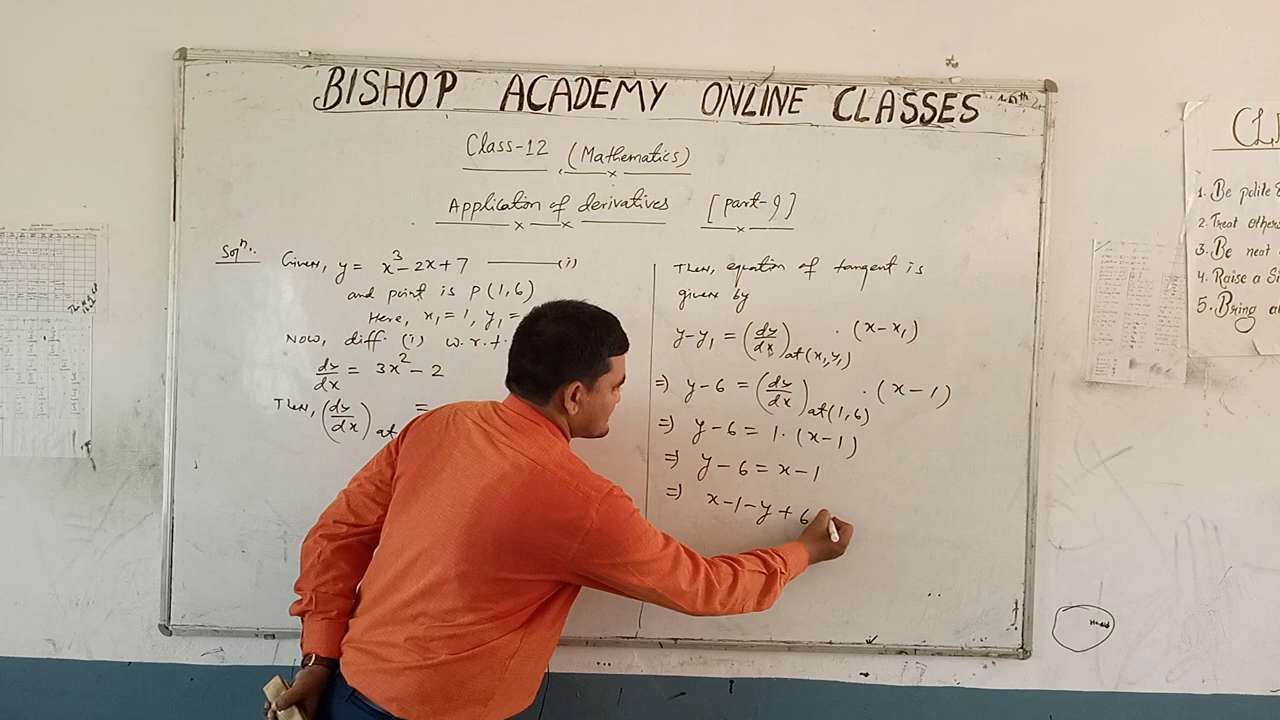 BISHOP ACADEMY ONLINE CLASSES
Class-12 (Mathematics)
Application of derivatives [part-9]
Solⁿ..
Given, y = x³-2x+7 (i)
and point is P(1,6)
Here, x₁=1, y₁=
Now, diff. (i) w.r.t.
dy/dx = 3x²-2
Then, (dy/dx) at =
Then, equation of tangent is
given by
y-y₁ = (dy/dx) at(x₁,y₁) . (x-x₁)
=) y-6 = (dy/dx) at(1,6) . (x-1)
=) y-6 = 1.(x-1)
=) y-6 = x-1
=) x-1-y+6
1. Be polite
2. Treat others
3. Be neat
4. Raise a
5. Bring